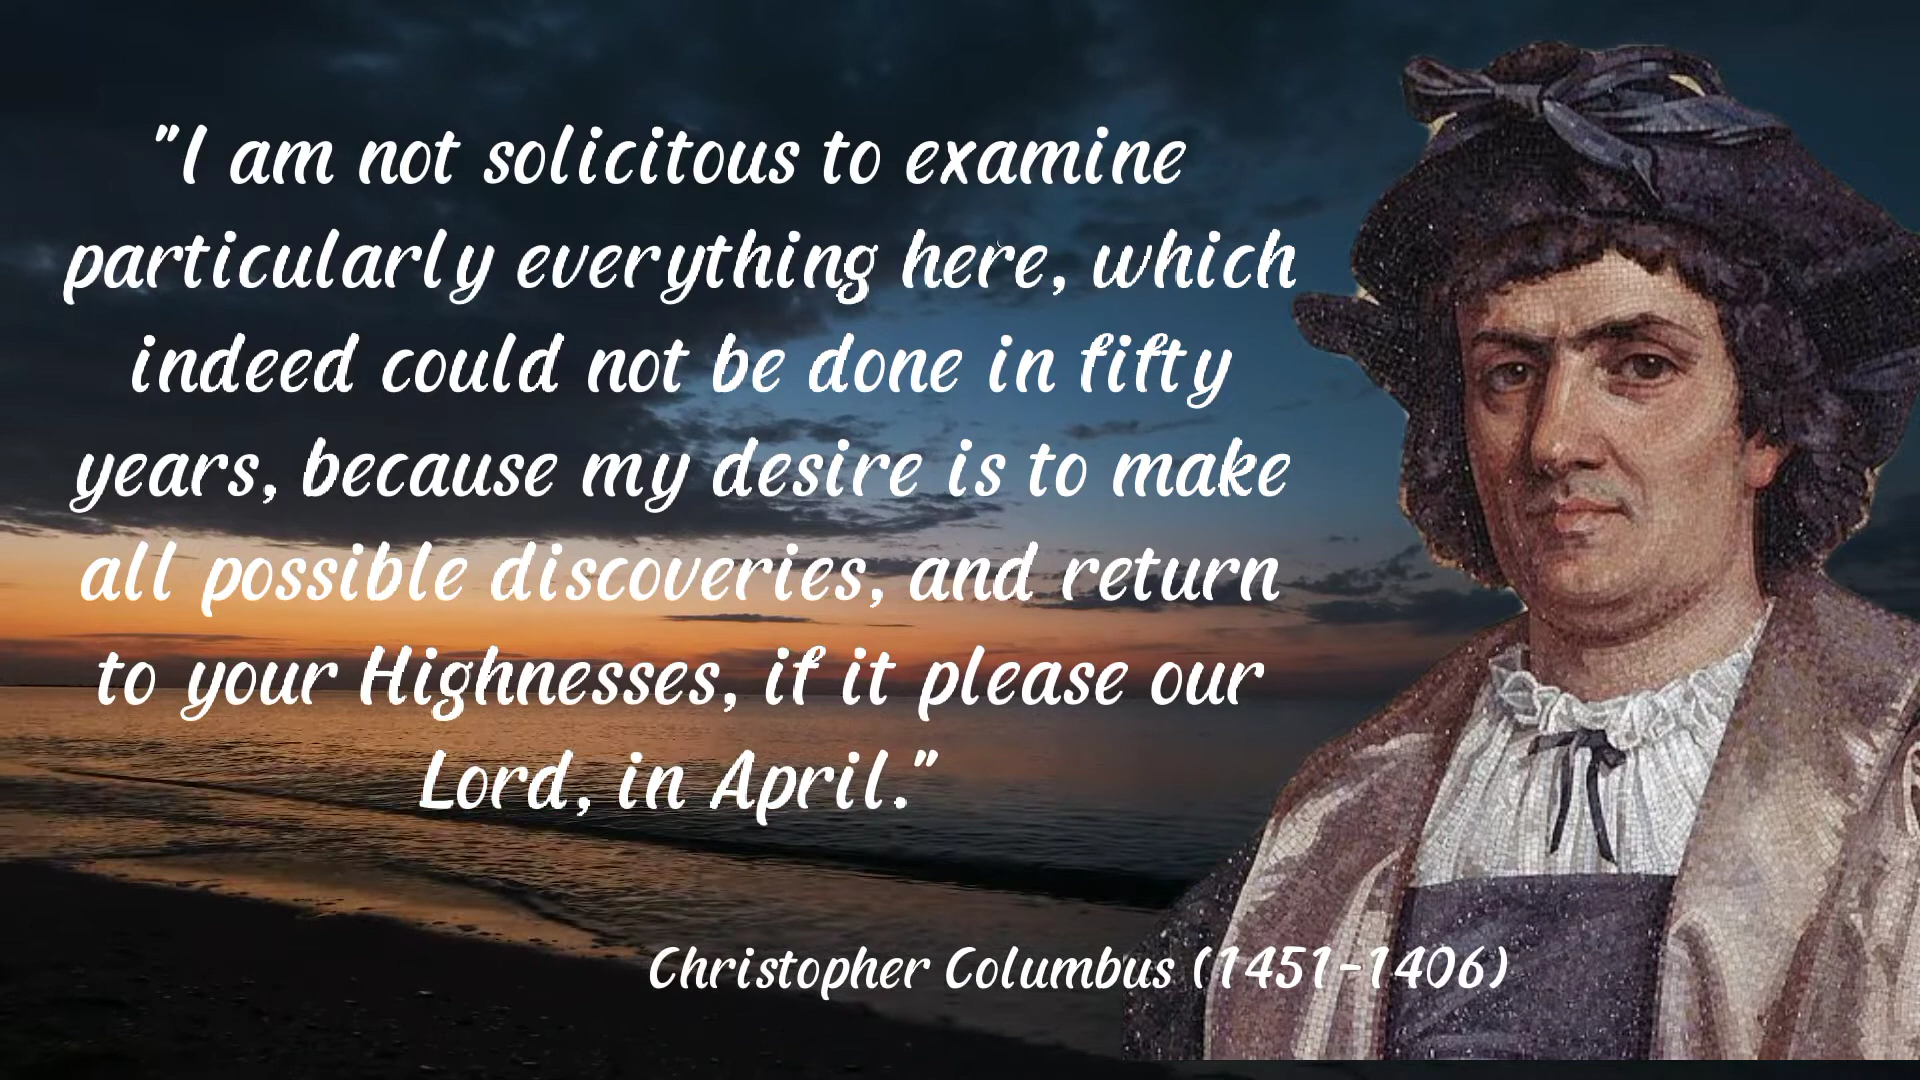 "I am not solicitous to examine
particularly everything here, which
indeed could not be done in fifty
years, because my desire is to make
all possible discoveries, and return
to your Highnesses, if it please our
Lord, in April."
Christopher Columbus (1451-1406)